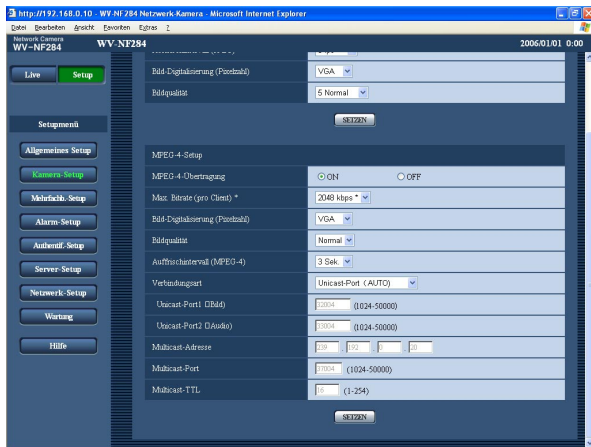 http://192.168.0.10 - WV-NF284 Netzwerk-Kamera - Microsoft Internet Explorer
Datei Bearbeiten Ansicht Favoriten Extras ?
Network Camera
WV-NF284
WV-NF284
2006/01/01 0:00
Live
Setup
Setupmenü
Allgemeines Setup
Kamera-Setup
Mehrfachb.-Setup
Alarm-Setup
Authentif.-Setup
Server-Setup
Netzwerk-Setup
Wartung
Hilfe
Bild-Digitalisierung (Pixelzahl) VGA
Bildqualität 5 Normal
SETZEN
MPEG-4-Setup
MPEG-4-Übertragung ON OFF
Max. Bitrate (pro Client) * 2048 kbps *
Bild-Digitalisierung (Pixelzahl) VGA
Bildqualität Normal
Auffrischintervall (MPEG-4) 3 Sek.
Verbindungsart Unicast-Port (AUTO)
Unicast-Port1 □Bild) 32004 (1024-50000)
Unicast-Port2 □Audio) 33004 (1024-50000)
Multicast-Adresse 239 . 192 . 0 . 20
Multicast-Port 37004 (1024-50000)
Multicast-TTL 16 (1-254)
SETZEN